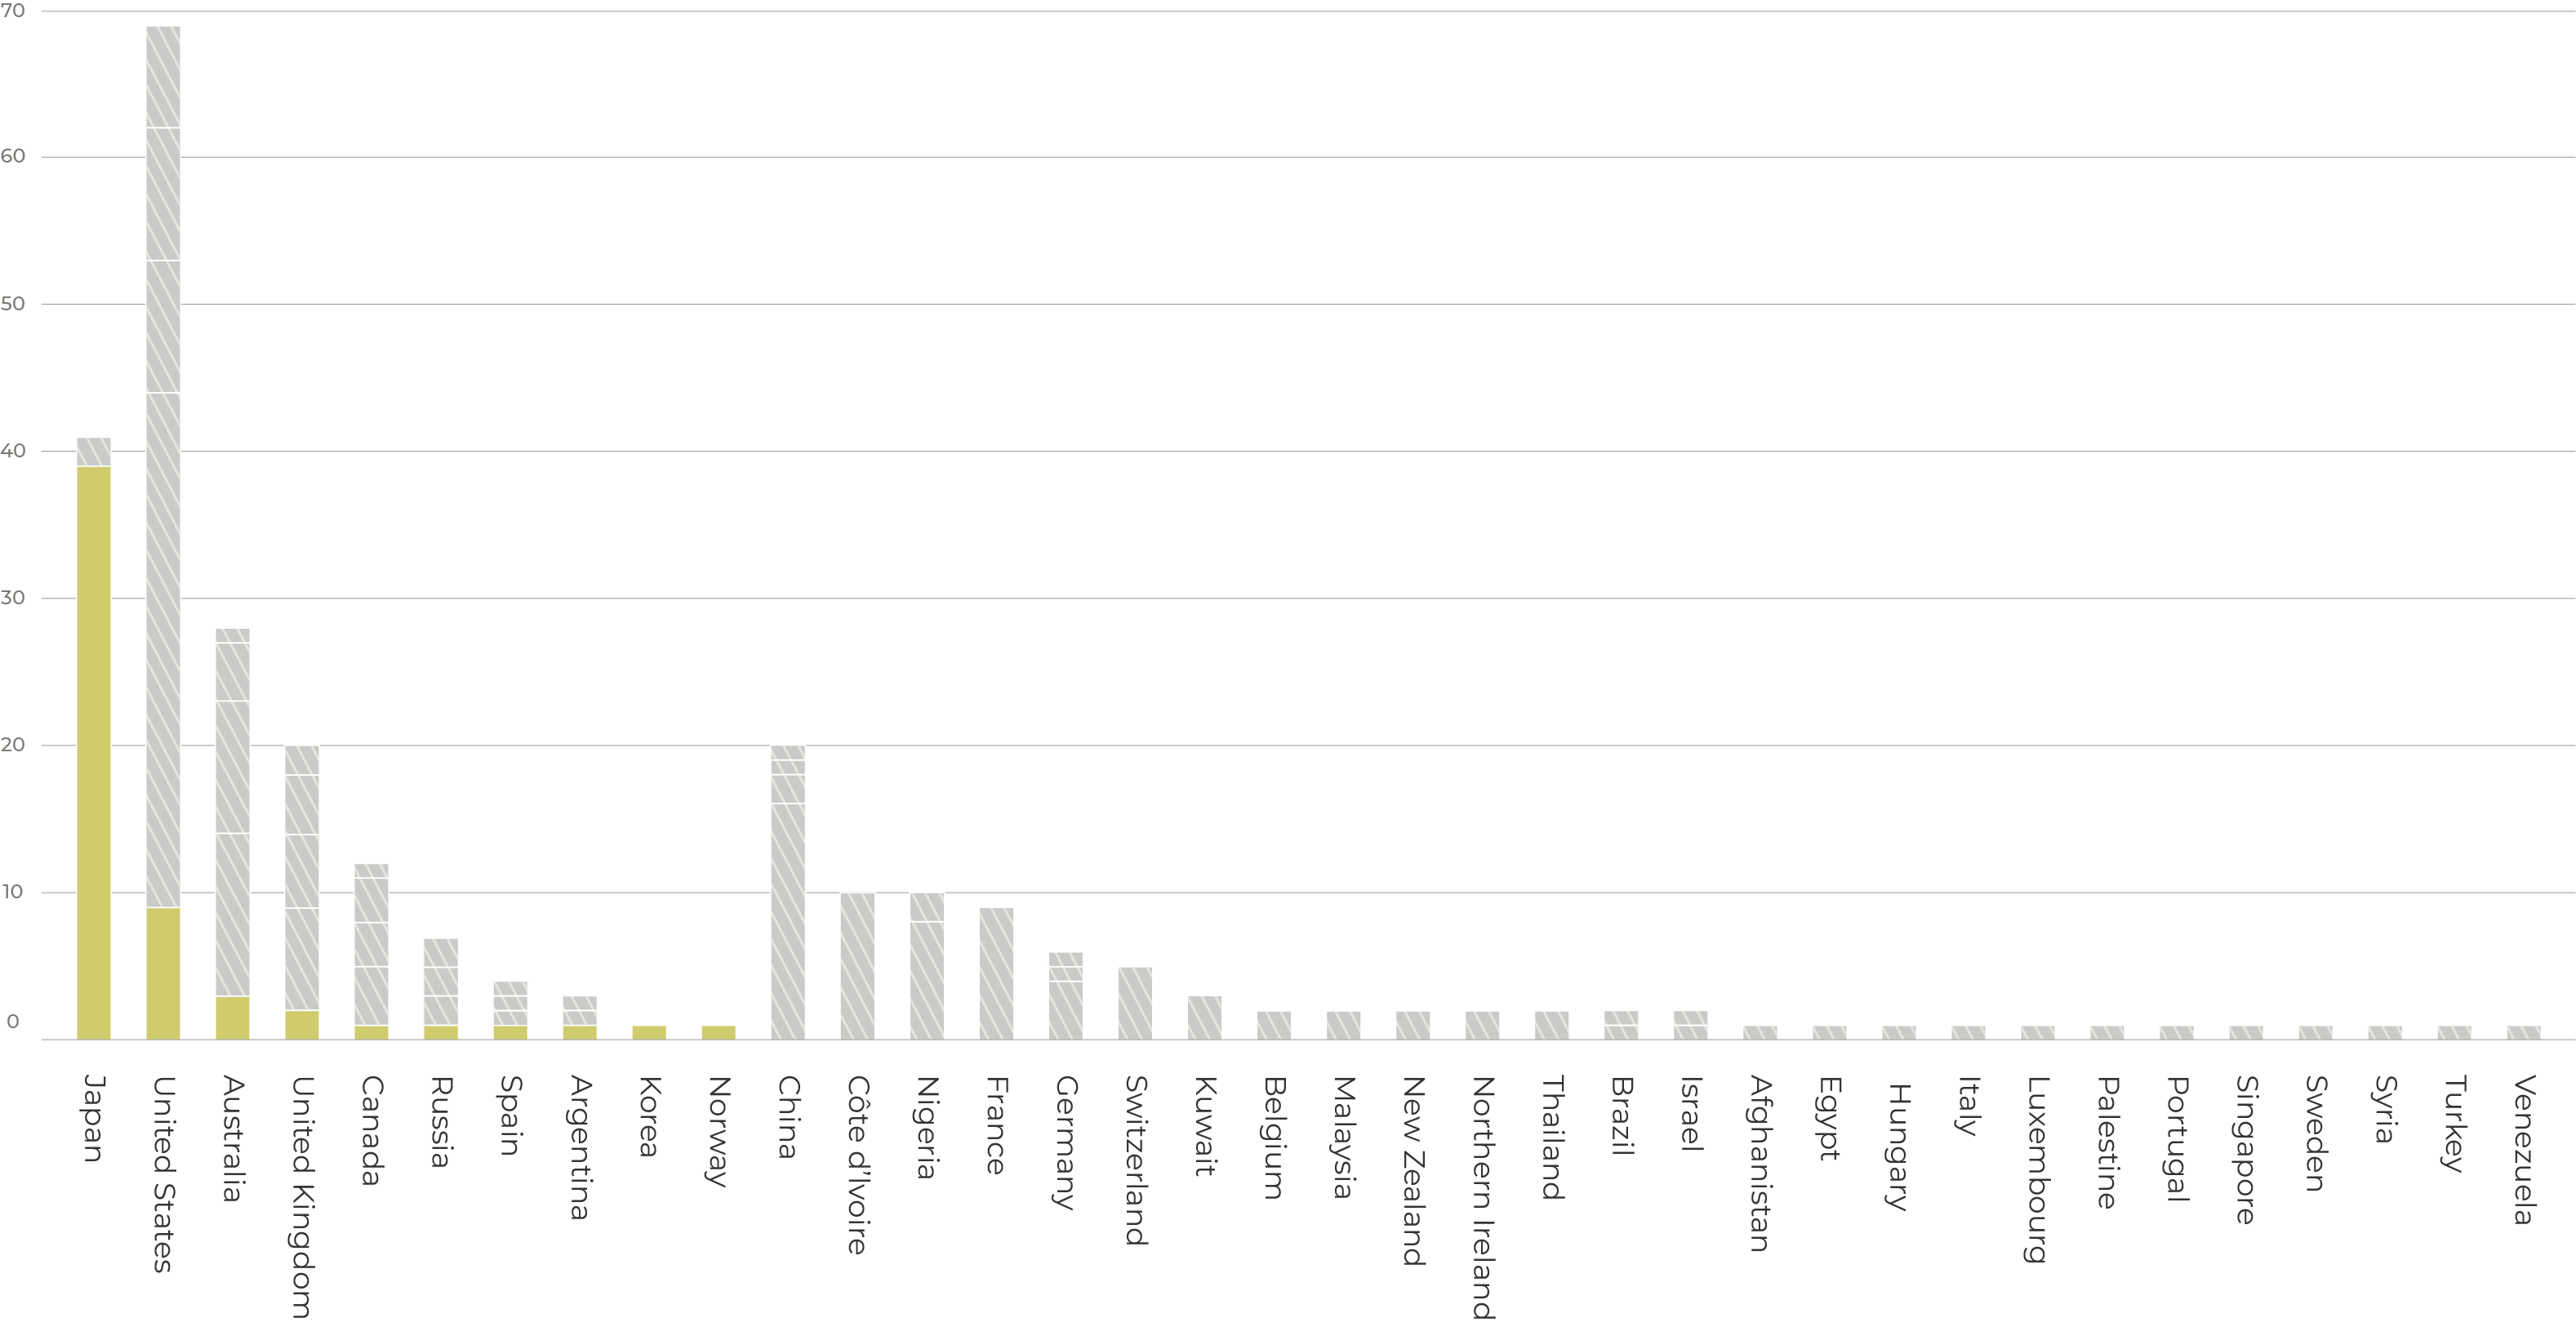 70
60
50
40
30
20
10
0
Japan
United States
Australia
United Kingdom
Canada
Russia
Spain
Argentina
Korea
Norway
China
Côte d’Ivoire
Nigeria
France
Germany
Switzerland
Kuwait
Belgium
Malaysia
New Zealand
Northern Ireland
Thailand
Brazil
Israel
Afghanistan
Egypt
Hungary
Italy
Luxembourg
Palestine
Portugal
Singapore
Sweden
Syria
Turkey
Venezuela